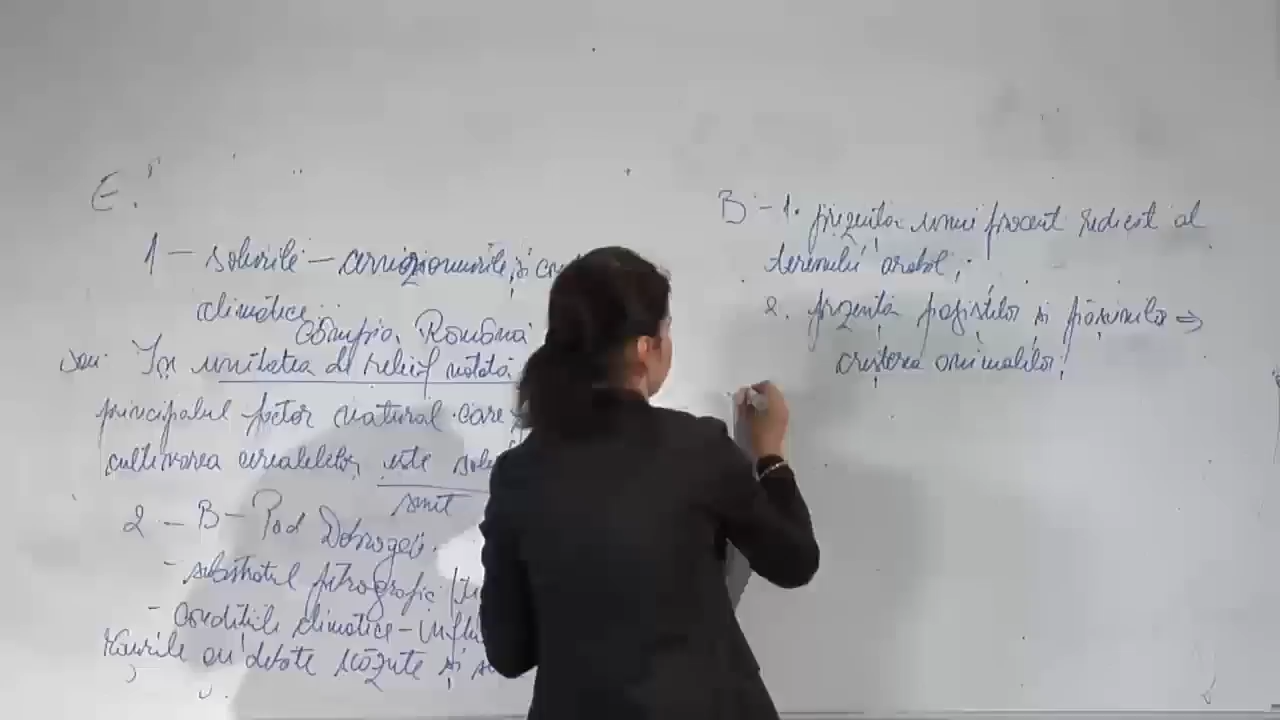 E.
1 – solurile – cernoziomurile, și
climatice
Câmpia Română
sau În unitatea de relief notată
principalul factor natural care
cultivarea cerealelor, este
sunt
2 – B – Pod Dobrogei.
- substratul petrografic
- condițiile climatice –
râurile au debite scăzute și
B – 1. prezența unui procent redus al
terenului arabil;
2. prezența pajiștilor și pășunilor ⇒
creșterea animalelor;